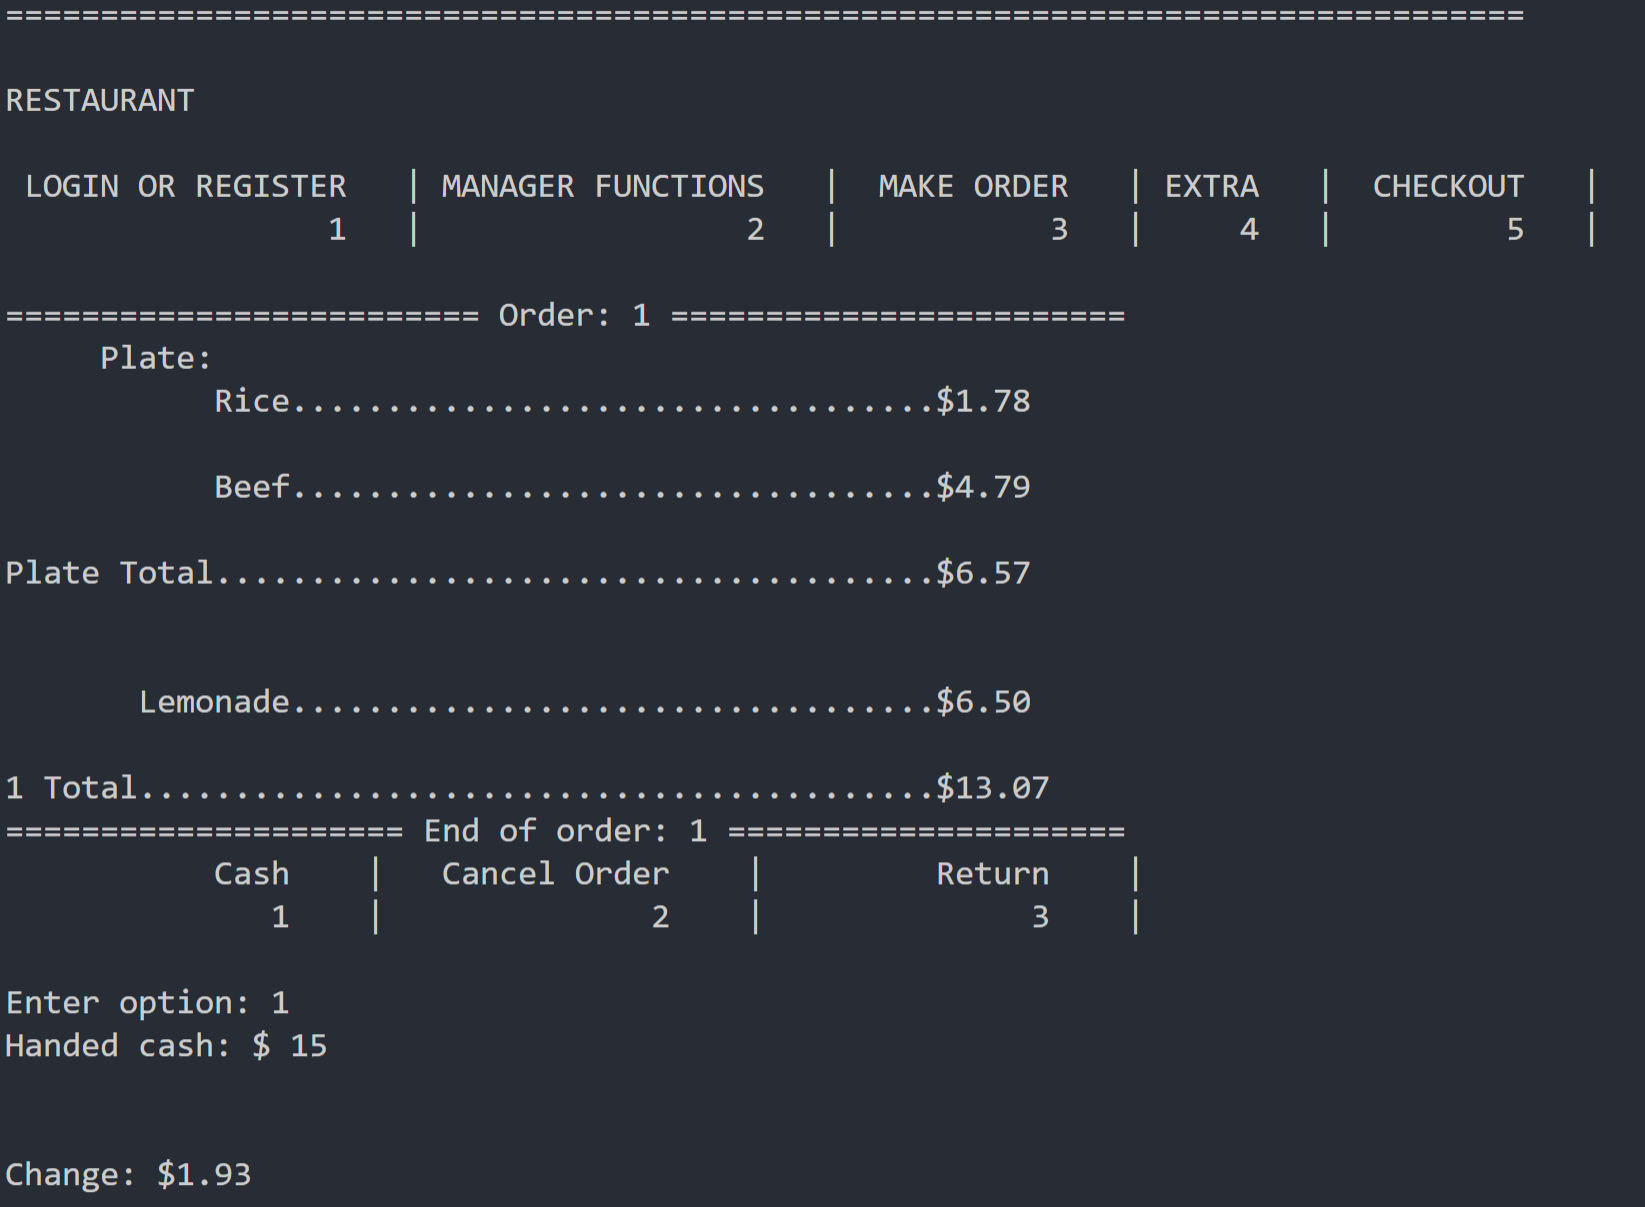 ================================================================================
RESTAURANT
LOGIN OR REGISTER | MANAGER FUNCTIONS | MAKE ORDER | EXTRA | CHECKOUT |
1 | 2 | 3 | 4 | 5 |
========================= Order: 1 ========================
Plate:
Rice..................................$1.78
Beef..................................$4.79
Plate Total......................................$6.57
Lemonade..................................$6.50
1 Total..........................................$13.07
===================== End of order: 1 =====================
Cash | Cancel Order | Return |
1 | 2 | 3 |
Enter option: 1
Handed cash: $ 15
Change: $1.93